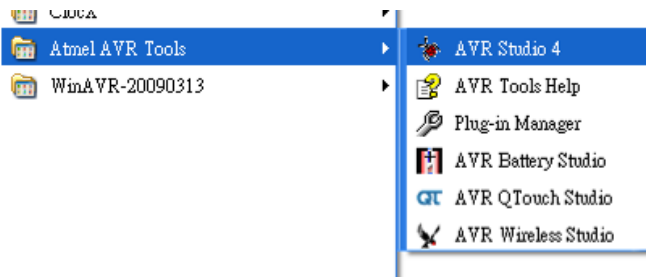 ClocX
Atmel AVR Tools
WinAVR-20090313
AVR Studio 4
AVR Tools Help
Plug-in Manager
AVR Battery Studio
AVR QTouch Studio
AVR Wireless Studio